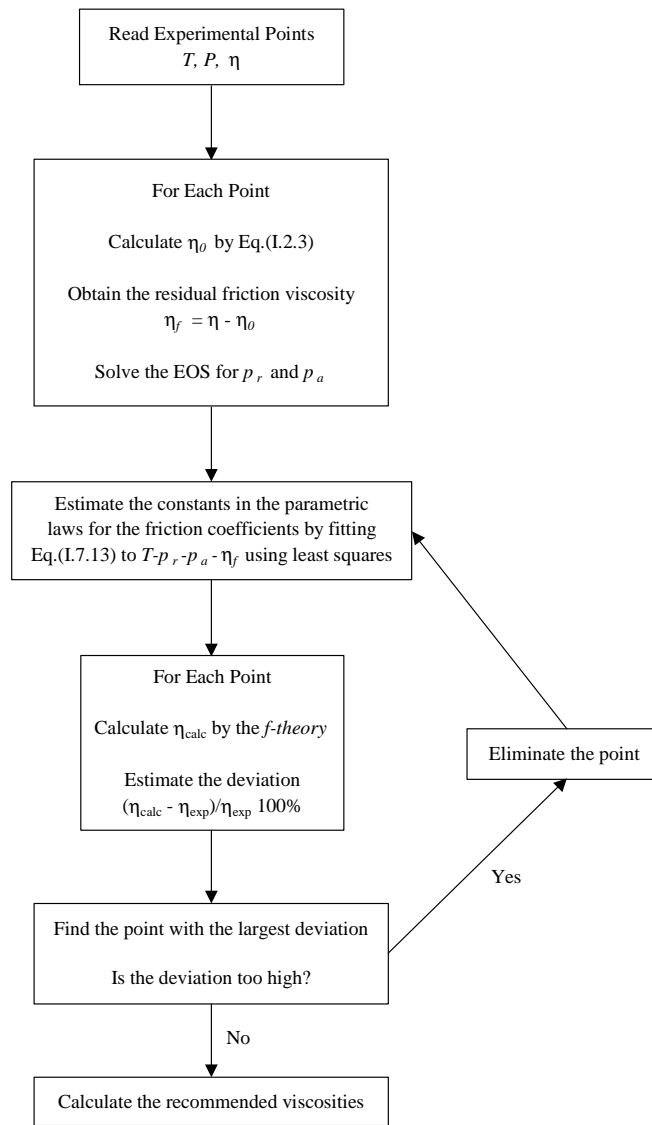 Read Experimental Points
T, P, η
For Each Point
Calculate η0 by Eq.(I.2.3)
Obtain the residual friction viscosity
ηf = η - η0
Solve the EOS for p r and p a
Estimate the constants in the parametric
laws for the friction coefficients by fitting
Eq.(I.7.13) to T-p r -p a - ηf using least squares
For Each Point
Calculate ηcalc by the f-theory
Estimate the deviation
(ηcalc - ηexp)/ηexp 100%
Eliminate the point
Yes
Find the point with the largest deviation
Is the deviation too high?
No
Calculate the recommended viscosities